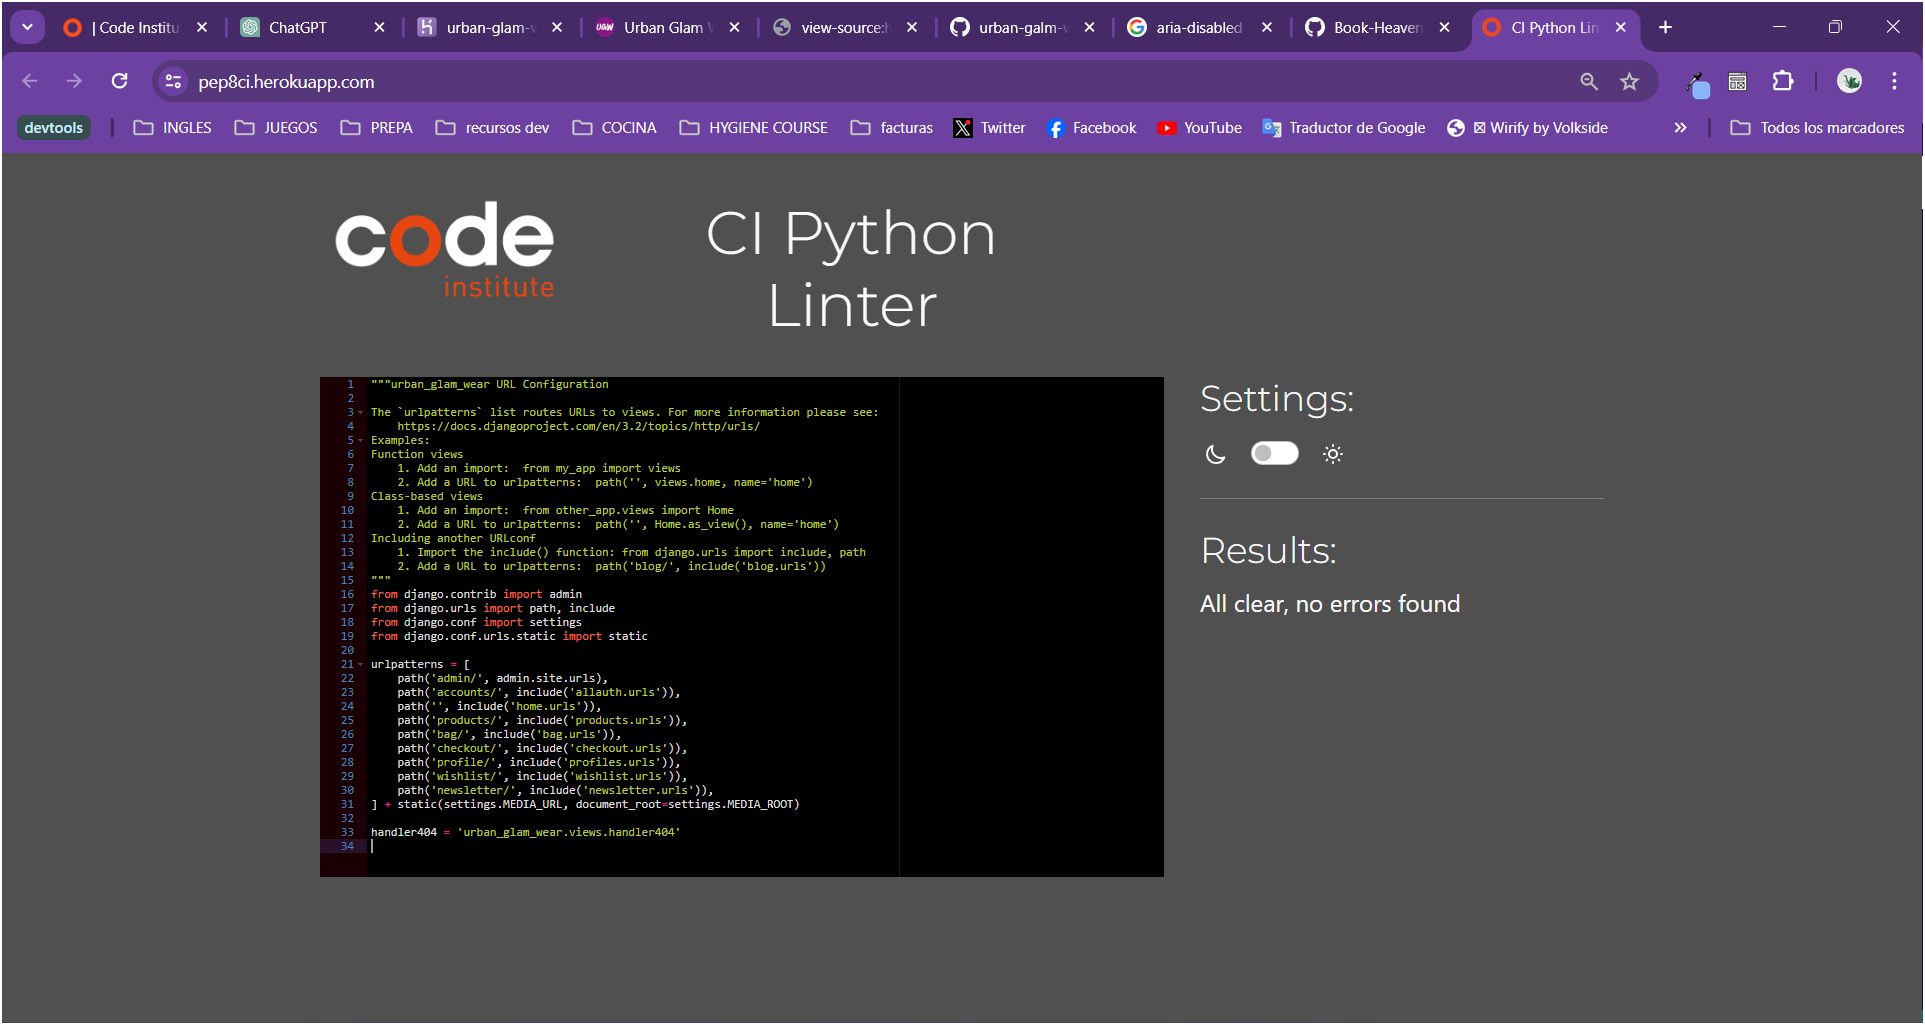 | Code Institu
ChatGPT
urban-glam-w
Urban Glam W
view-source:h
urban-galm-w
aria-disabled
Book-Heaven
CI Python Lin
pep8ci.herokuapp.com
devtools
INGLES
JUEGOS
PREPA
recursos dev
COCINA
HYGIENE COURSE
facturas
Twitter
Facebook
YouTube
Traductor de Google
Wirify by Volkside
Todos los marcadores
code
institute
CI Python
Linter
1 """urban_glam_wear URL Configuration
2
3 The `urlpatterns` list routes URLs to views. For more information please see:
4     https://docs.djangoproject.com/en/3.2/topics/http/urls/
5 Examples:
6 Function views
7     1. Add an import:  from my_app import views
8     2. Add a URL to urlpatterns:  path('', views.home, name='home')
9 Class-based views
10     1. Add an import:  from other_app.views import Home
11     2. Add a URL to urlpatterns:  path('', Home.as_view(), name='home')
12 Including another URLconf
13     1. Import the include() function: from django.urls import include, path
14     2. Add a URL to urlpatterns:  path('blog/', include('blog.urls'))
15 """
16 from django.contrib import admin
17 from django.urls import path, include
18 from django.conf import settings
19 from django.conf.urls.static import static
20
21 urlpatterns = [
22     path('admin/', admin.site.urls),
23     path('accounts/', include('allauth.urls')),
24     path('', include('home.urls')),
25     path('products/', include('products.urls')),
26     path('bag/', include('bag.urls')),
27     path('checkout/', include('checkout.urls')),
28     path('profile/', include('profiles.urls')),
29     path('wishlist/', include('wishlist.urls')),
30     path('newsletter/', include('newsletter.urls')),
31 ] + static(settings.MEDIA_URL, document_root=settings.MEDIA_ROOT)
32
33 handler404 = 'urban_glam_wear.views.handler404'
34
Settings:
Results:
All clear, no errors found